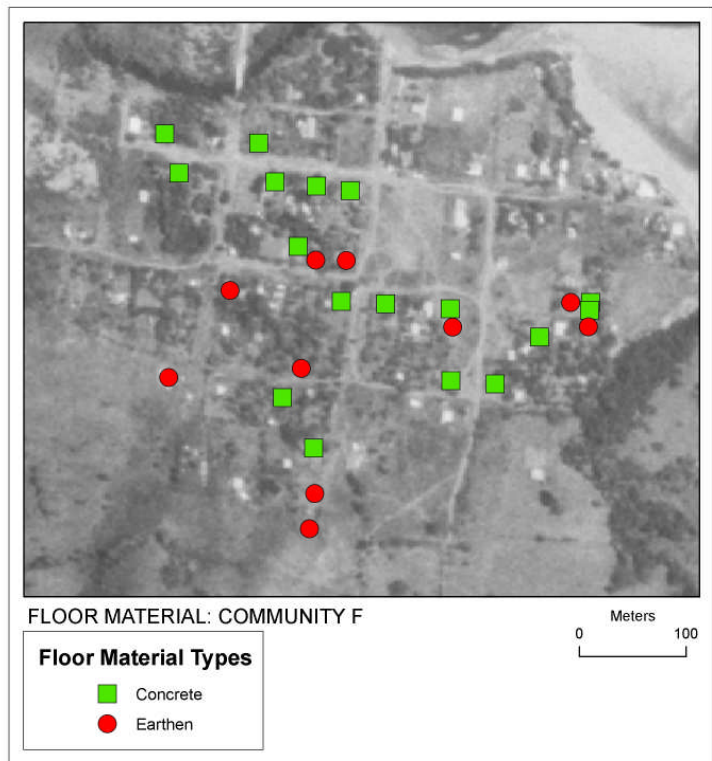 FLOOR MATERIAL: COMMUNITY F
Meters
0 100
Floor Material Types
Concrete
Earthen